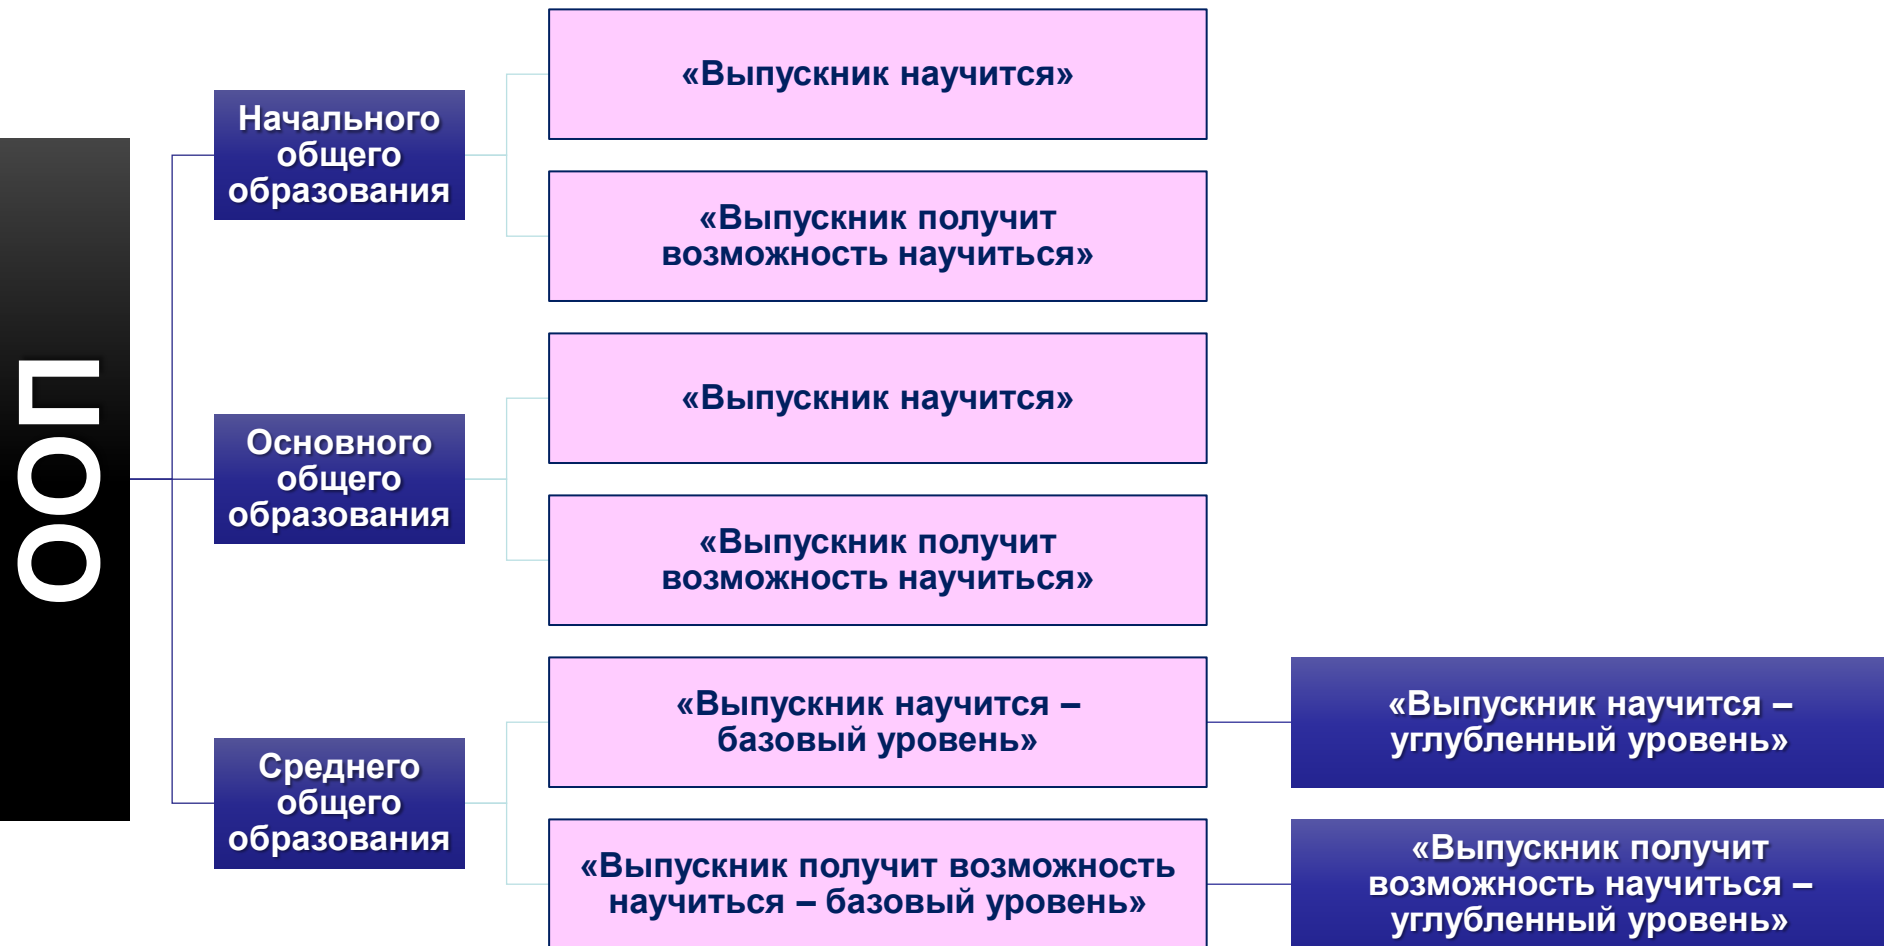 ООП
Начального
общего
образования
«Выпускник научится»
«Выпускник получит
возможность научиться»
Основного
общего
образования
«Выпускник научится»
«Выпускник получит
возможность научиться»
Среднего
общего
образования
«Выпускник научится –
базовый уровень»
«Выпускник научится –
углубленный уровень»
«Выпускник получит возможность
научиться – базовый уровень»
«Выпускник получит
возможность научиться –
углубленный уровень»